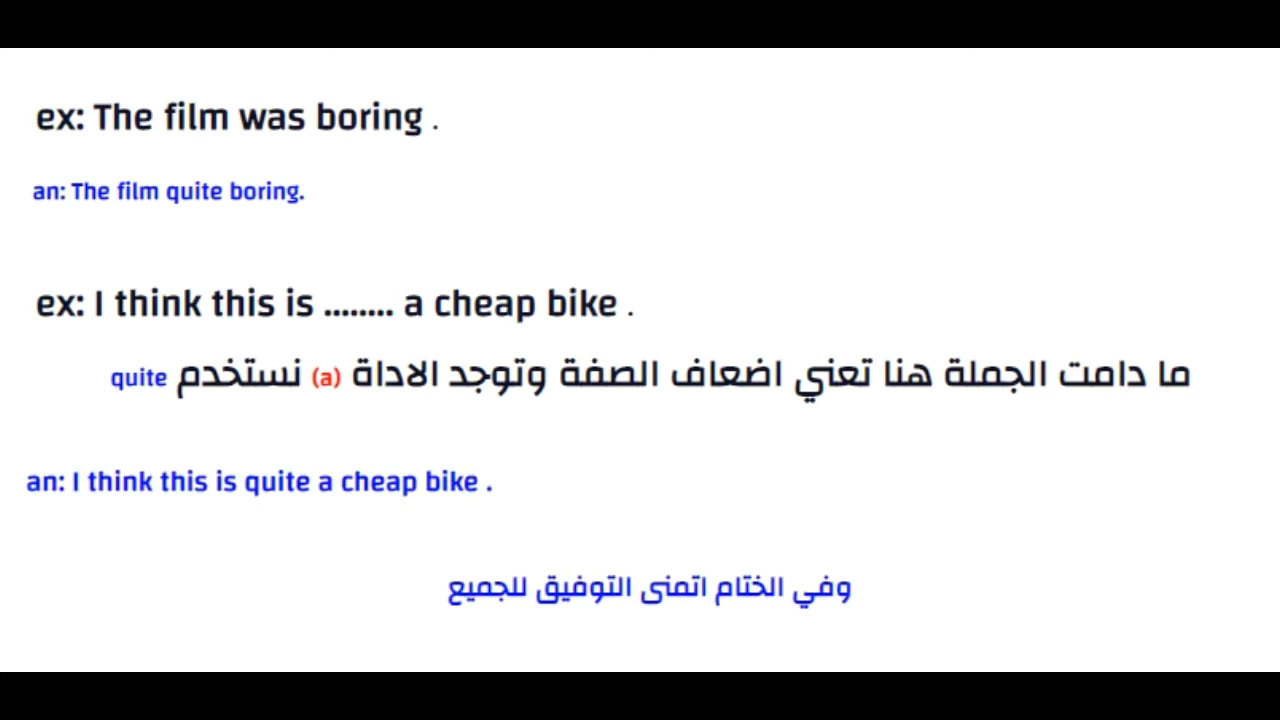 ex: The film was boring .
an: The film quite boring.
ex: I think this is ........ a cheap bike .
ما دامت الجملة هنا تعني اضعاف الصفة وتوجد الاداة (a) نستخدم quite
an: I think this is quite a cheap bike .
وفي الختام اتمنى التوفيق للجميع